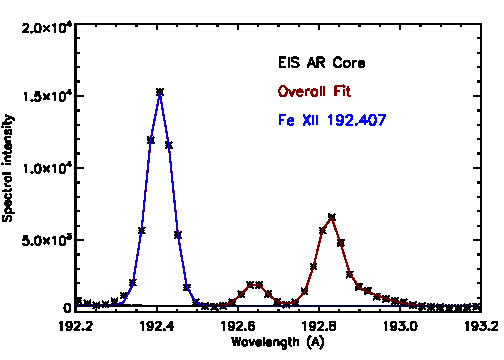 2.0×10⁴
1.5×10⁴
1.0×10⁴
5.0×10³
0
Spectral intensity
EIS AR Core
Overall Fit
Fe XII 192.407
192.2 192.4 192.6 192.8 193.0 193.2
Wavelength (A)